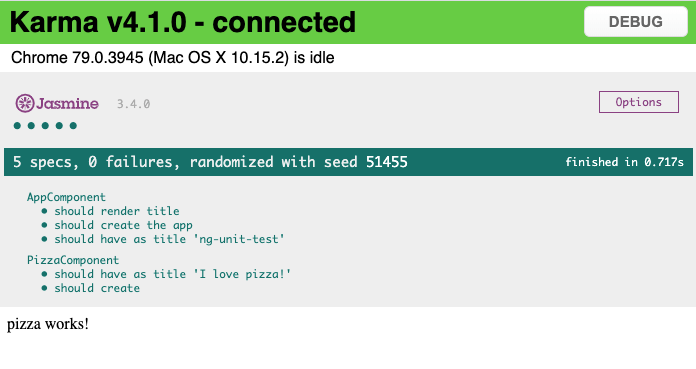 Karma v4.1.0 - connected
DEBUG
Chrome 79.0.3945 (Mac OS X 10.15.2) is idle
Jasmine 3.4.0
Options
5 specs, 0 failures, randomized with seed 51455
finished in 0.717s
AppComponent
• should render title
• should create the app
• should have as title 'ng-unit-test'
PizzaComponent
• should have as title 'I love pizza!'
• should create
pizza works!